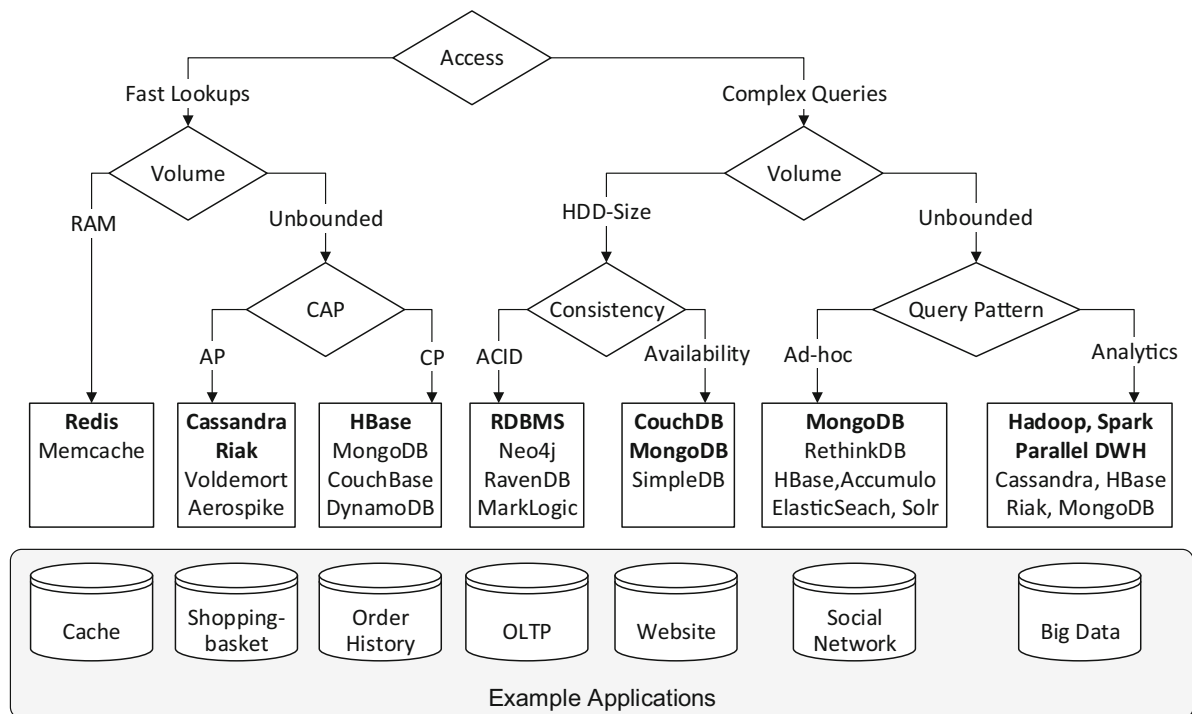 Access
Fast Lookups
Complex Queries
Volume
Volume
RAM
Unbounded
HDD-Size
Unbounded
CAP
Consistency
Query Pattern
AP
CP
ACID
Availability
Ad-hoc
Analytics
Redis
Memcache
Cassandra
Riak
Voldemort
Aerospike
HBase
MongoDB
CouchBase
DynamoDB
RDBMS
Neo4j
RavenDB
MarkLogic
CouchDB
MongoDB
SimpleDB
MongoDB
RethinkDB
HBase,Accumulo
ElasticSeach, Solr
Hadoop, Spark
Parallel DWH
Cassandra, HBase
Riak, MongoDB
Cache
Shopping-
basket
Order
History
OLTP
Website
Social
Network
Big Data
Example Applications